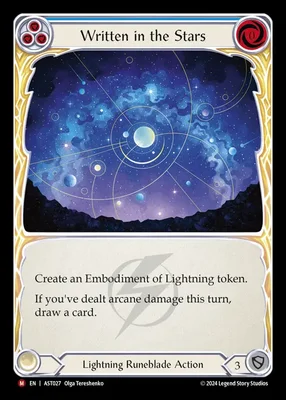 Written in the Stars
Create an Embodiment of Lightning token.
If you've dealt arcane damage this turn,
draw a card.
Lightning Runeblade Action
3
M EN | AST027 Olga Tereshenko
© 2024 Legend Story Studios